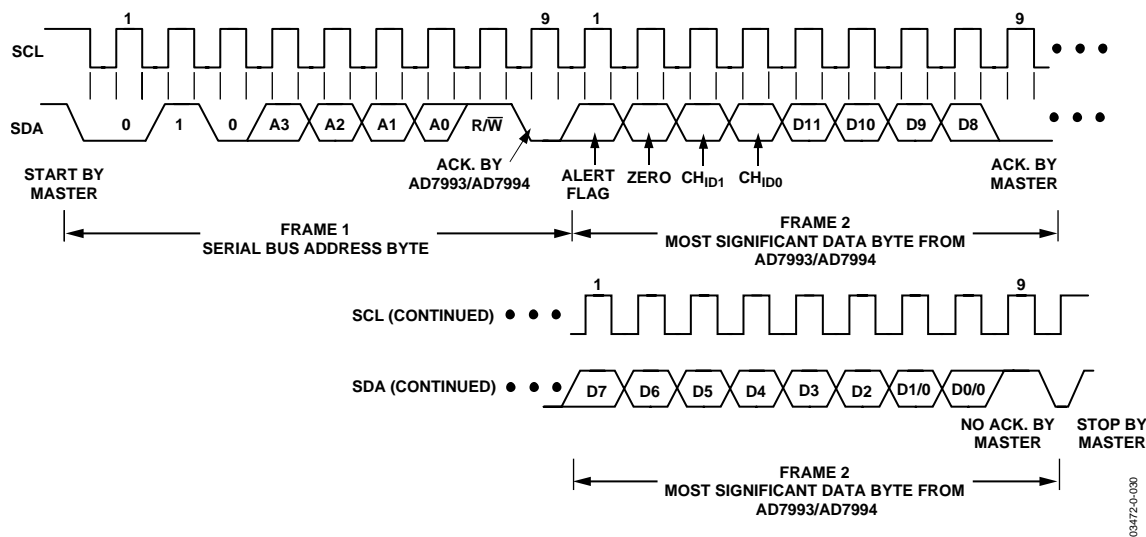 1 9 1 9
SCL
SDA
0 1 0 A3 A2 A1 A0 R/W̅ D11 D10 D9 D8
START BY
MASTER
ACK. BY
AD7993/AD7994
ALERT
FLAG
ZERO
CHID1
CHID0
ACK. BY
MASTER
FRAME 1
SERIAL BUS ADDRESS BYTE
FRAME 2
MOST SIGNIFICANT DATA BYTE FROM
AD7993/AD7994
1 9
SCL (CONTINUED)
SDA (CONTINUED)
D7 D6 D5 D4 D3 D2 D1/0 D0/0
NO ACK. BY
MASTER
STOP BY
MASTER
FRAME 2
MOST SIGNIFICANT DATA BYTE FROM
AD7993/AD7994
03472-0-030